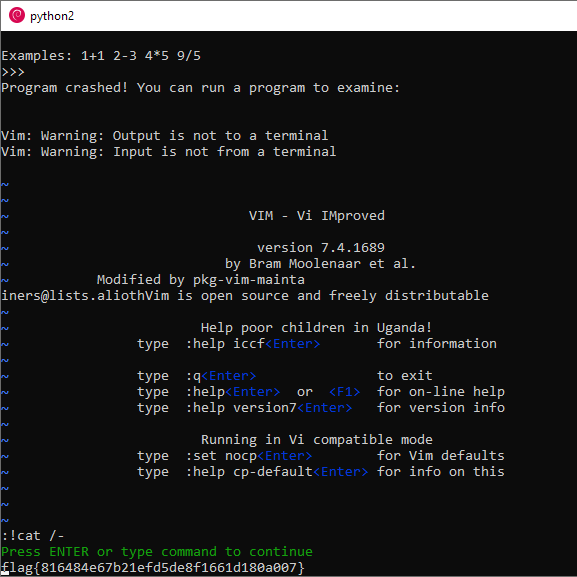 python2
Examples: 1+1 2-3 4*5 9/5
>>>
Program crashed! You can run a program to examine:
Vim: Warning: Output is not to a terminal
Vim: Warning: Input is not from a terminal
~
~
~ VIM - Vi IMproved
~
~ version 7.4.1689
~ by Bram Moolenaar et al.
~ Modified by pkg-vim-mainta
iners@lists.aliothVim is open source and freely distributable
~
~ Help poor children in Uganda!
~ type :help iccf<Enter> for information
~
~ type :q<Enter> to exit
~ type :help<Enter> or <F1> for on-line help
~ type :help version7<Enter> for version info
~
~ Running in Vi compatible mode
~ type :set nocp<Enter> for Vim defaults
~ type :help cp-default<Enter> for info on this
~
~
~
:!cat /-
Press ENTER or type command to continue
flag{816484e67b21efd5de8f1661d180a007}